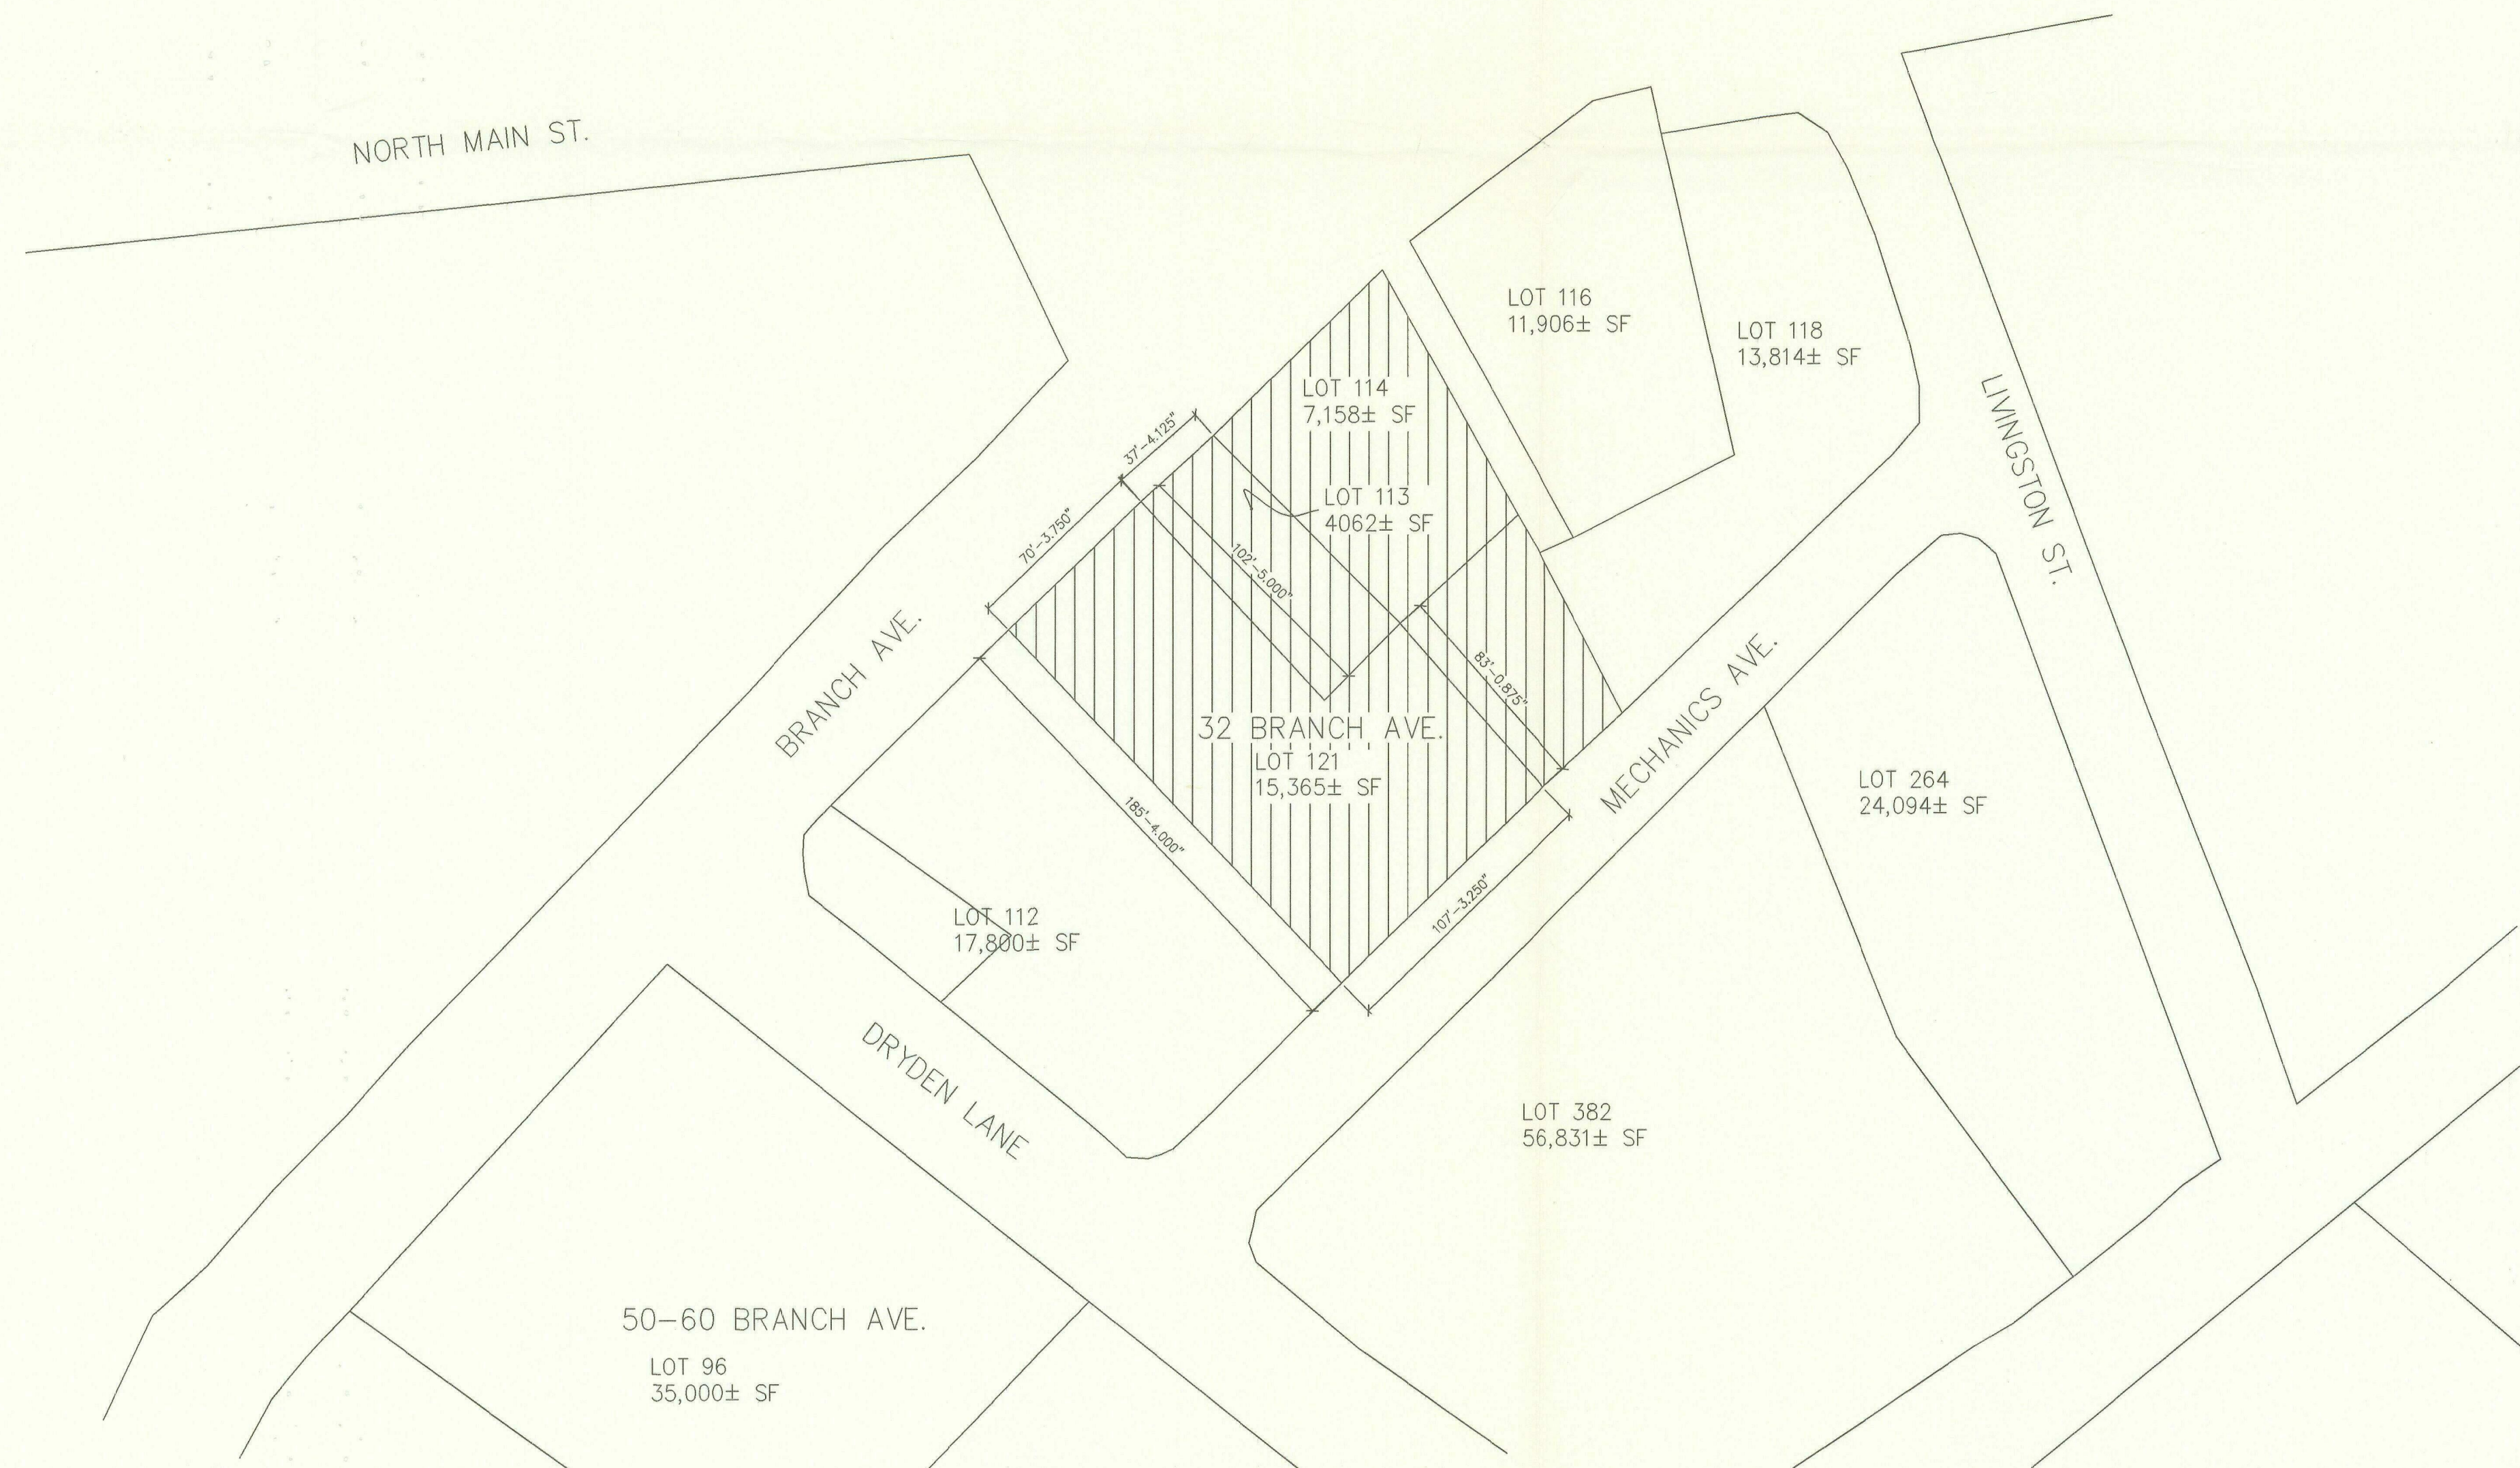 NORTH MAIN ST.
LOT 116
11,906± SF
LOT 118
13,814± SF
LIVINGSTON ST.
LOT 114
7,158± SF
37'-4.125"
LOT 113
4062± SF
70'-3.750"
102'-5.000"
83'-0.875"
BRANCH AVE.
MECHANICS AVE.
32 BRANCH AVE.
LOT 121
15,365± SF
LOT 264
24,094± SF
185'-4.000"
107'-3.250"
LOT 112
17,800± SF
DRYDEN LANE
LOT 382
56,831± SF
50-60 BRANCH AVE.
LOT 96
35,000± SF